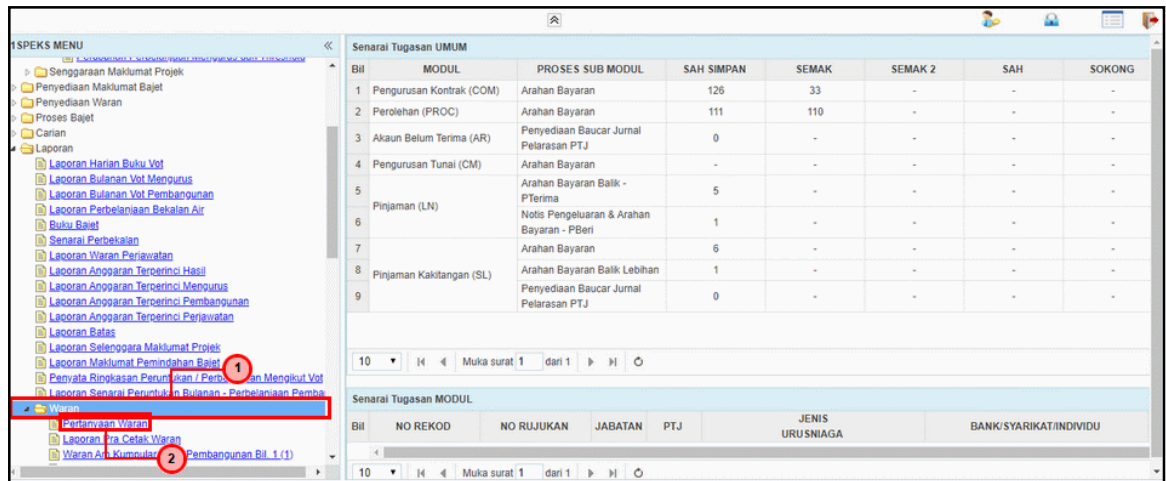 1SPEKS MENU
Senggaraan Maklumat Projek
Penyediaan Maklumat Bajet
Penyediaan Waran
Proses Bajet
Carian
Laporan
Laporan Harian Buku Vot
Laporan Bulanan Vot Mengurus
Laporan Bulanan Vot Pembangunan
Laporan Perbelanjaan Bekalan Air
Buku Bajet
Senarai Perbekalan
Laporan Waran Perjawatan
Laporan Anggaran Terperinci Hasil
Laporan Anggaran Terperinci Mengurus
Laporan Anggaran Terperinci Pembangunan
Laporan Anggaran Terperinci Perjawatan
Laporan Batas
Laporan Selenggara Maklumat Projek
Laporan Maklumat Pemindahan Bajet
1
Penyata Ringkasan Peruntukan / an Mengikut Vot
Laporan Senarai Peruntukan Bulanan - Perbelanjaan Pemba
Waran
Pertanyaan Waran
Laporan Pra Cetak Waran
2
Waran Am Kumpulan Pembangunan Bil. 1 (1)
Senarai Tugasan UMUM
Bil MODUL PROSES SUB MODUL SAH SIMPAN SEMAK SEMAK 2 SAH SOKONG
1 Pengurusan Kontrak (COM) Arahan Bayaran 126 33 - - -
2 Perolehan (PROC) Arahan Bayaran 111 110 - - -
3 Akaun Belum Terima (AR) Penyediaan Baucar Jurnal Pelarasan PTJ 0 - - - -
4 Pengurusan Tunai (CM) Arahan Bayaran - - - - -
5 Pinjaman (LN) Arahan Bayaran Balik - PTerima 5 - - - -
6 Notis Pengeluaran & Arahan Bayaran - PBeri 1 - - - -
7 Pinjaman Kakitangan (SL) Arahan Bayaran 6 - - - -
8 Arahan Bayaran Balik Lebihan 1 - - - -
9 Penyediaan Baucar Jurnal Pelarasan PTJ 0 - - - -
10 Muka surat 1 dari 1
Senarai Tugasan MODUL
Bil NO REKOD NO RUJUKAN JABATAN PTJ JENIS URUSNIAGA BANK/SYARIKAT/INDIVIDU
10 Muka surat 1 dari 1